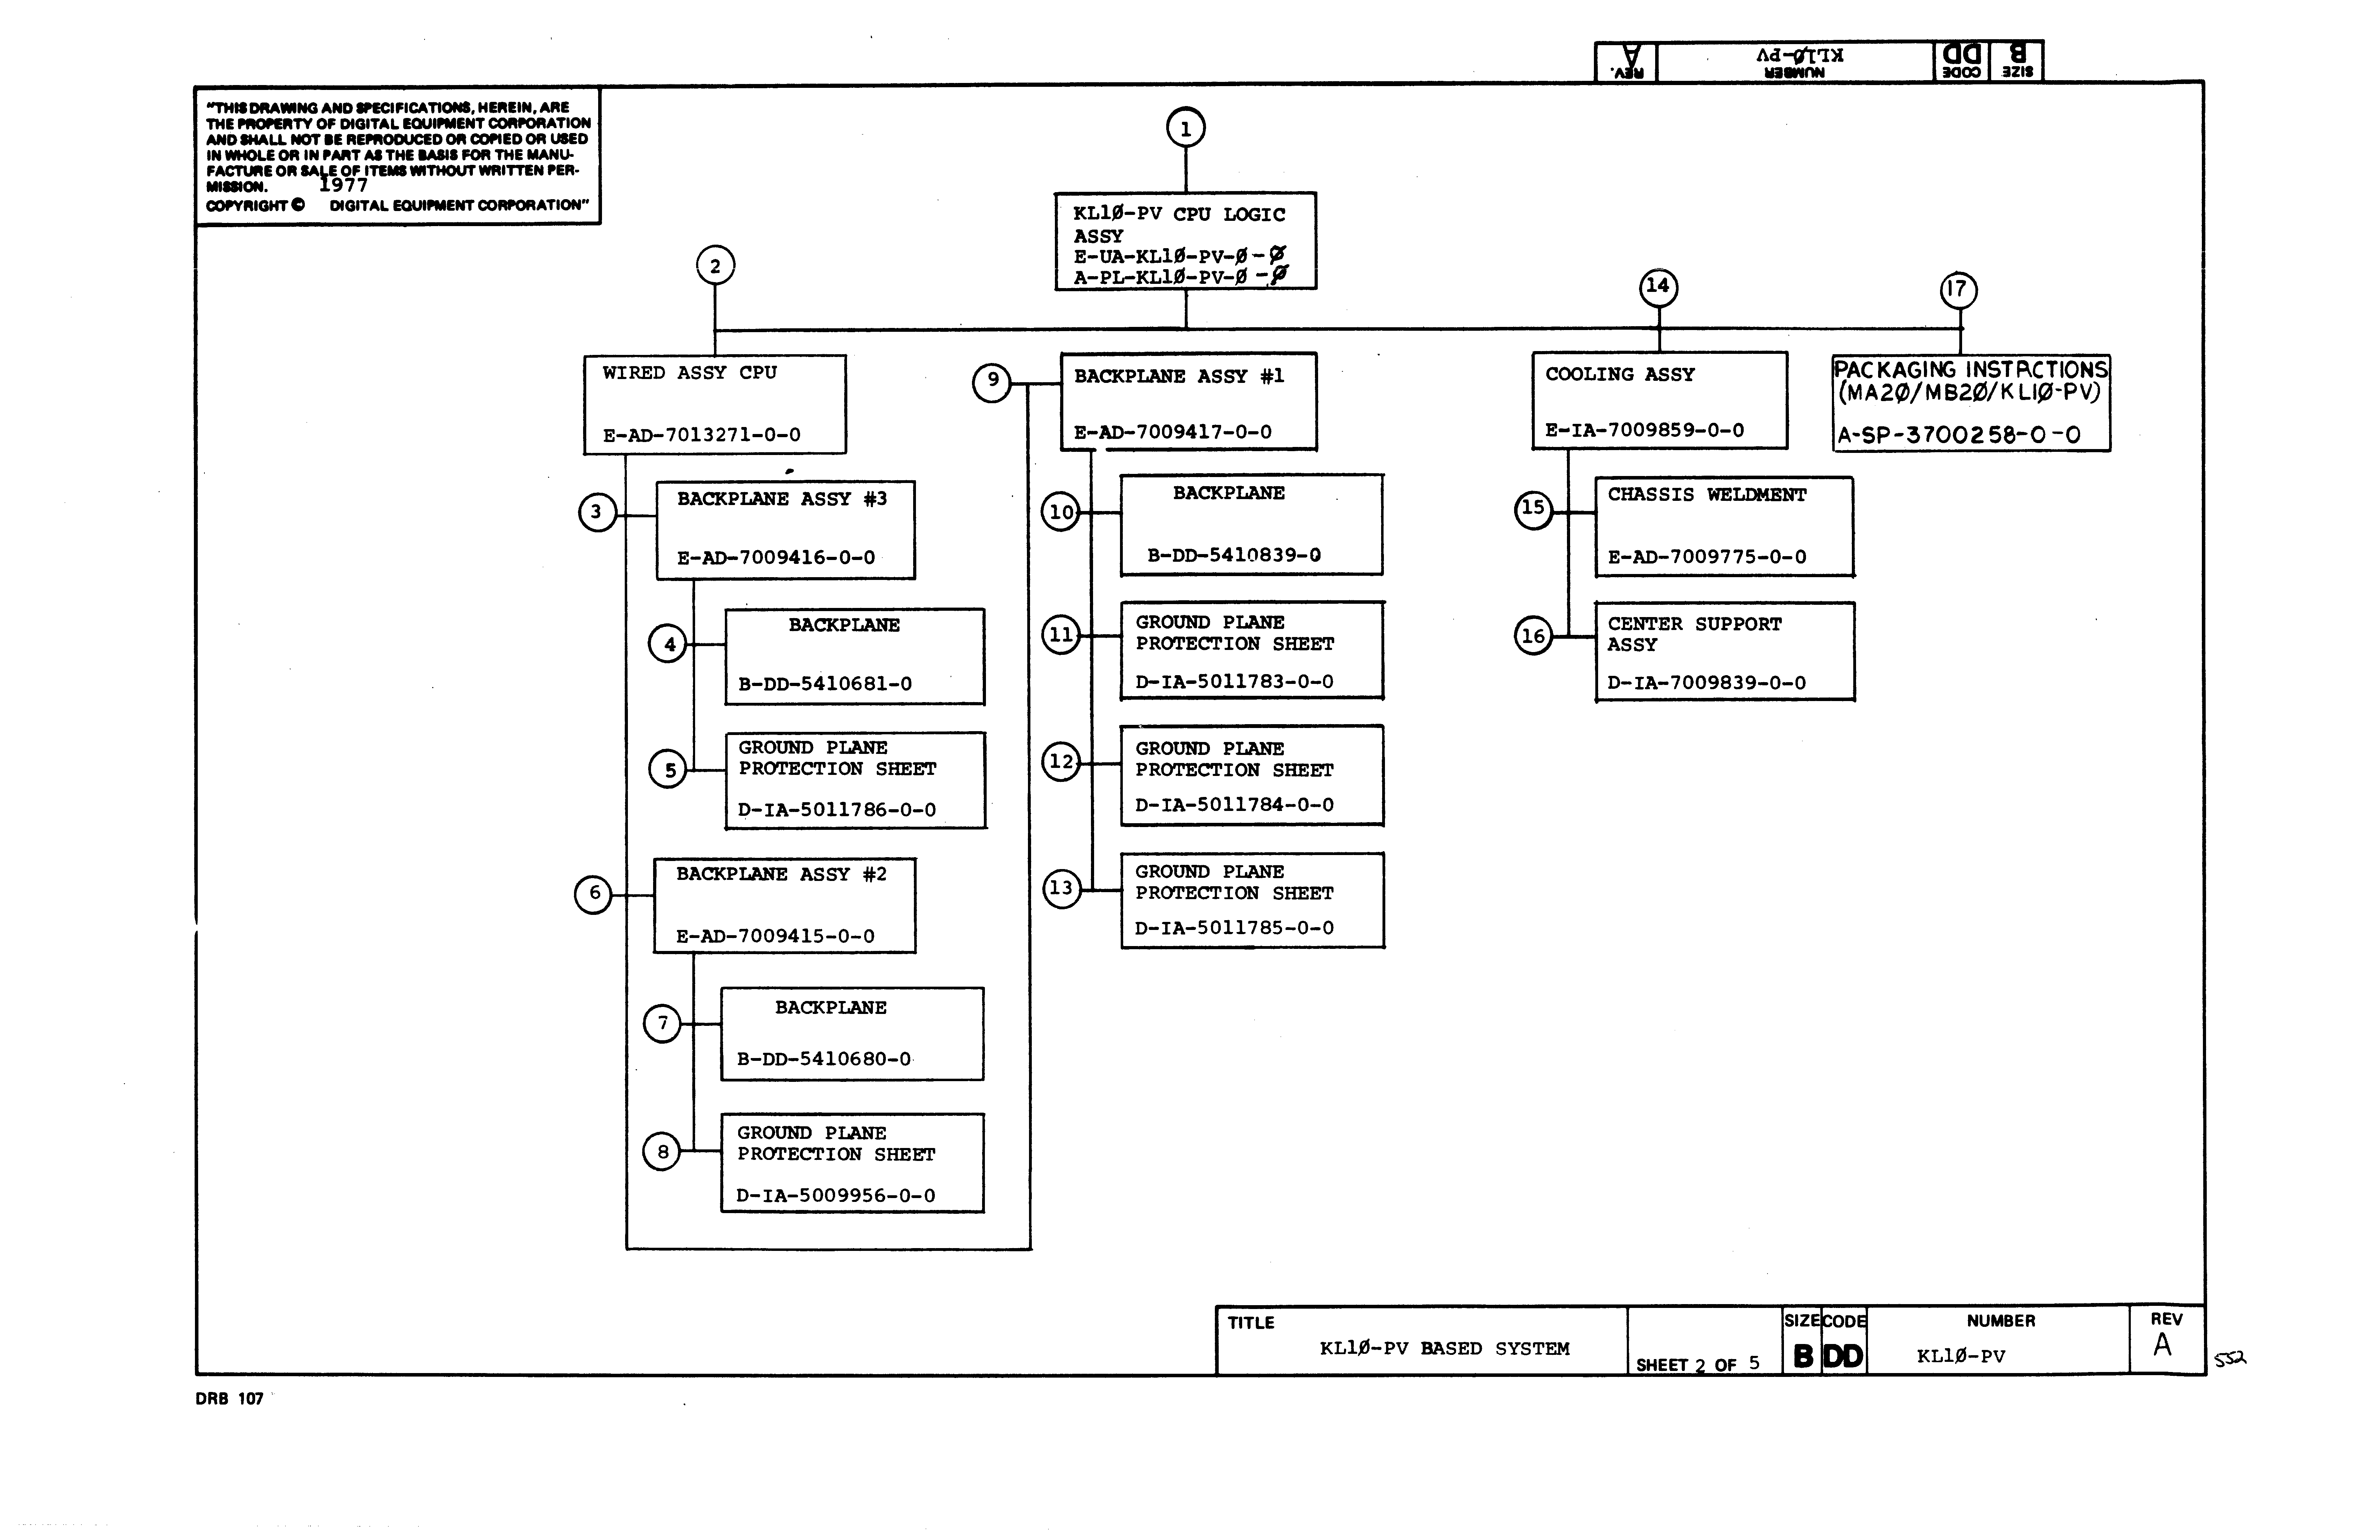 REV.
A
NUMBER
KL1Ø-PV
CODE
DD
SIZE
B
"THIS DRAWING AND SPECIFICATIONS, HEREIN, ARE
THE PROPERTY OF DIGITAL EQUIPMENT CORPORATION
AND SHALL NOT BE REPRODUCED OR COPIED OR USED
IN WHOLE OR IN PART AS THE BASIS FOR THE MANU-
FACTURE OR SALE OF ITEMS WITHOUT WRITTEN PER-
MISSION. 1977
COPYRIGHT © DIGITAL EQUIPMENT CORPORATION"
1
KL1Ø-PV CPU LOGIC
ASSY
E-UA-KL1Ø-PV-Ø-Ø
A-PL-KL1Ø-PV-Ø-Ø
2
WIRED ASSY CPU
E-AD-7013271-0-0
3
BACKPLANE ASSY #3
E-AD-7009416-0-0
4
BACKPLANE
B-DD-5410681-0
5
GROUND PLANE
PROTECTION SHEET
D-IA-5011786-0-0
6
BACKPLANE ASSY #2
E-AD-7009415-0-0
7
BACKPLANE
B-DD-5410680-0
8
GROUND PLANE
PROTECTION SHEET
D-IA-5009956-0-0
9
BACKPLANE ASSY #1
E-AD-7009417-0-0
10
BACKPLANE
B-DD-5410839-0
11
GROUND PLANE
PROTECTION SHEET
D-IA-5011783-0-0
12
GROUND PLANE
PROTECTION SHEET
D-IA-5011784-0-0
13
GROUND PLANE
PROTECTION SHEET
D-IA-5011785-0-0
14
COOLING ASSY
E-IA-7009859-0-0
15
CHASSIS WELDMENT
E-AD-7009775-0-0
16
CENTER SUPPORT
ASSY
D-IA-7009839-0-0
17
PACKAGING INSTRCTIONS
(MA2Ø/MB2Ø/KL1Ø-PV)
A-SP-3700258-0-0
TITLE
KL1Ø-PV BASED SYSTEM
SHEET 2 OF 5
SIZE
B
CODE
DD
NUMBER
KL1Ø-PV
REV
A
552
DRB 107